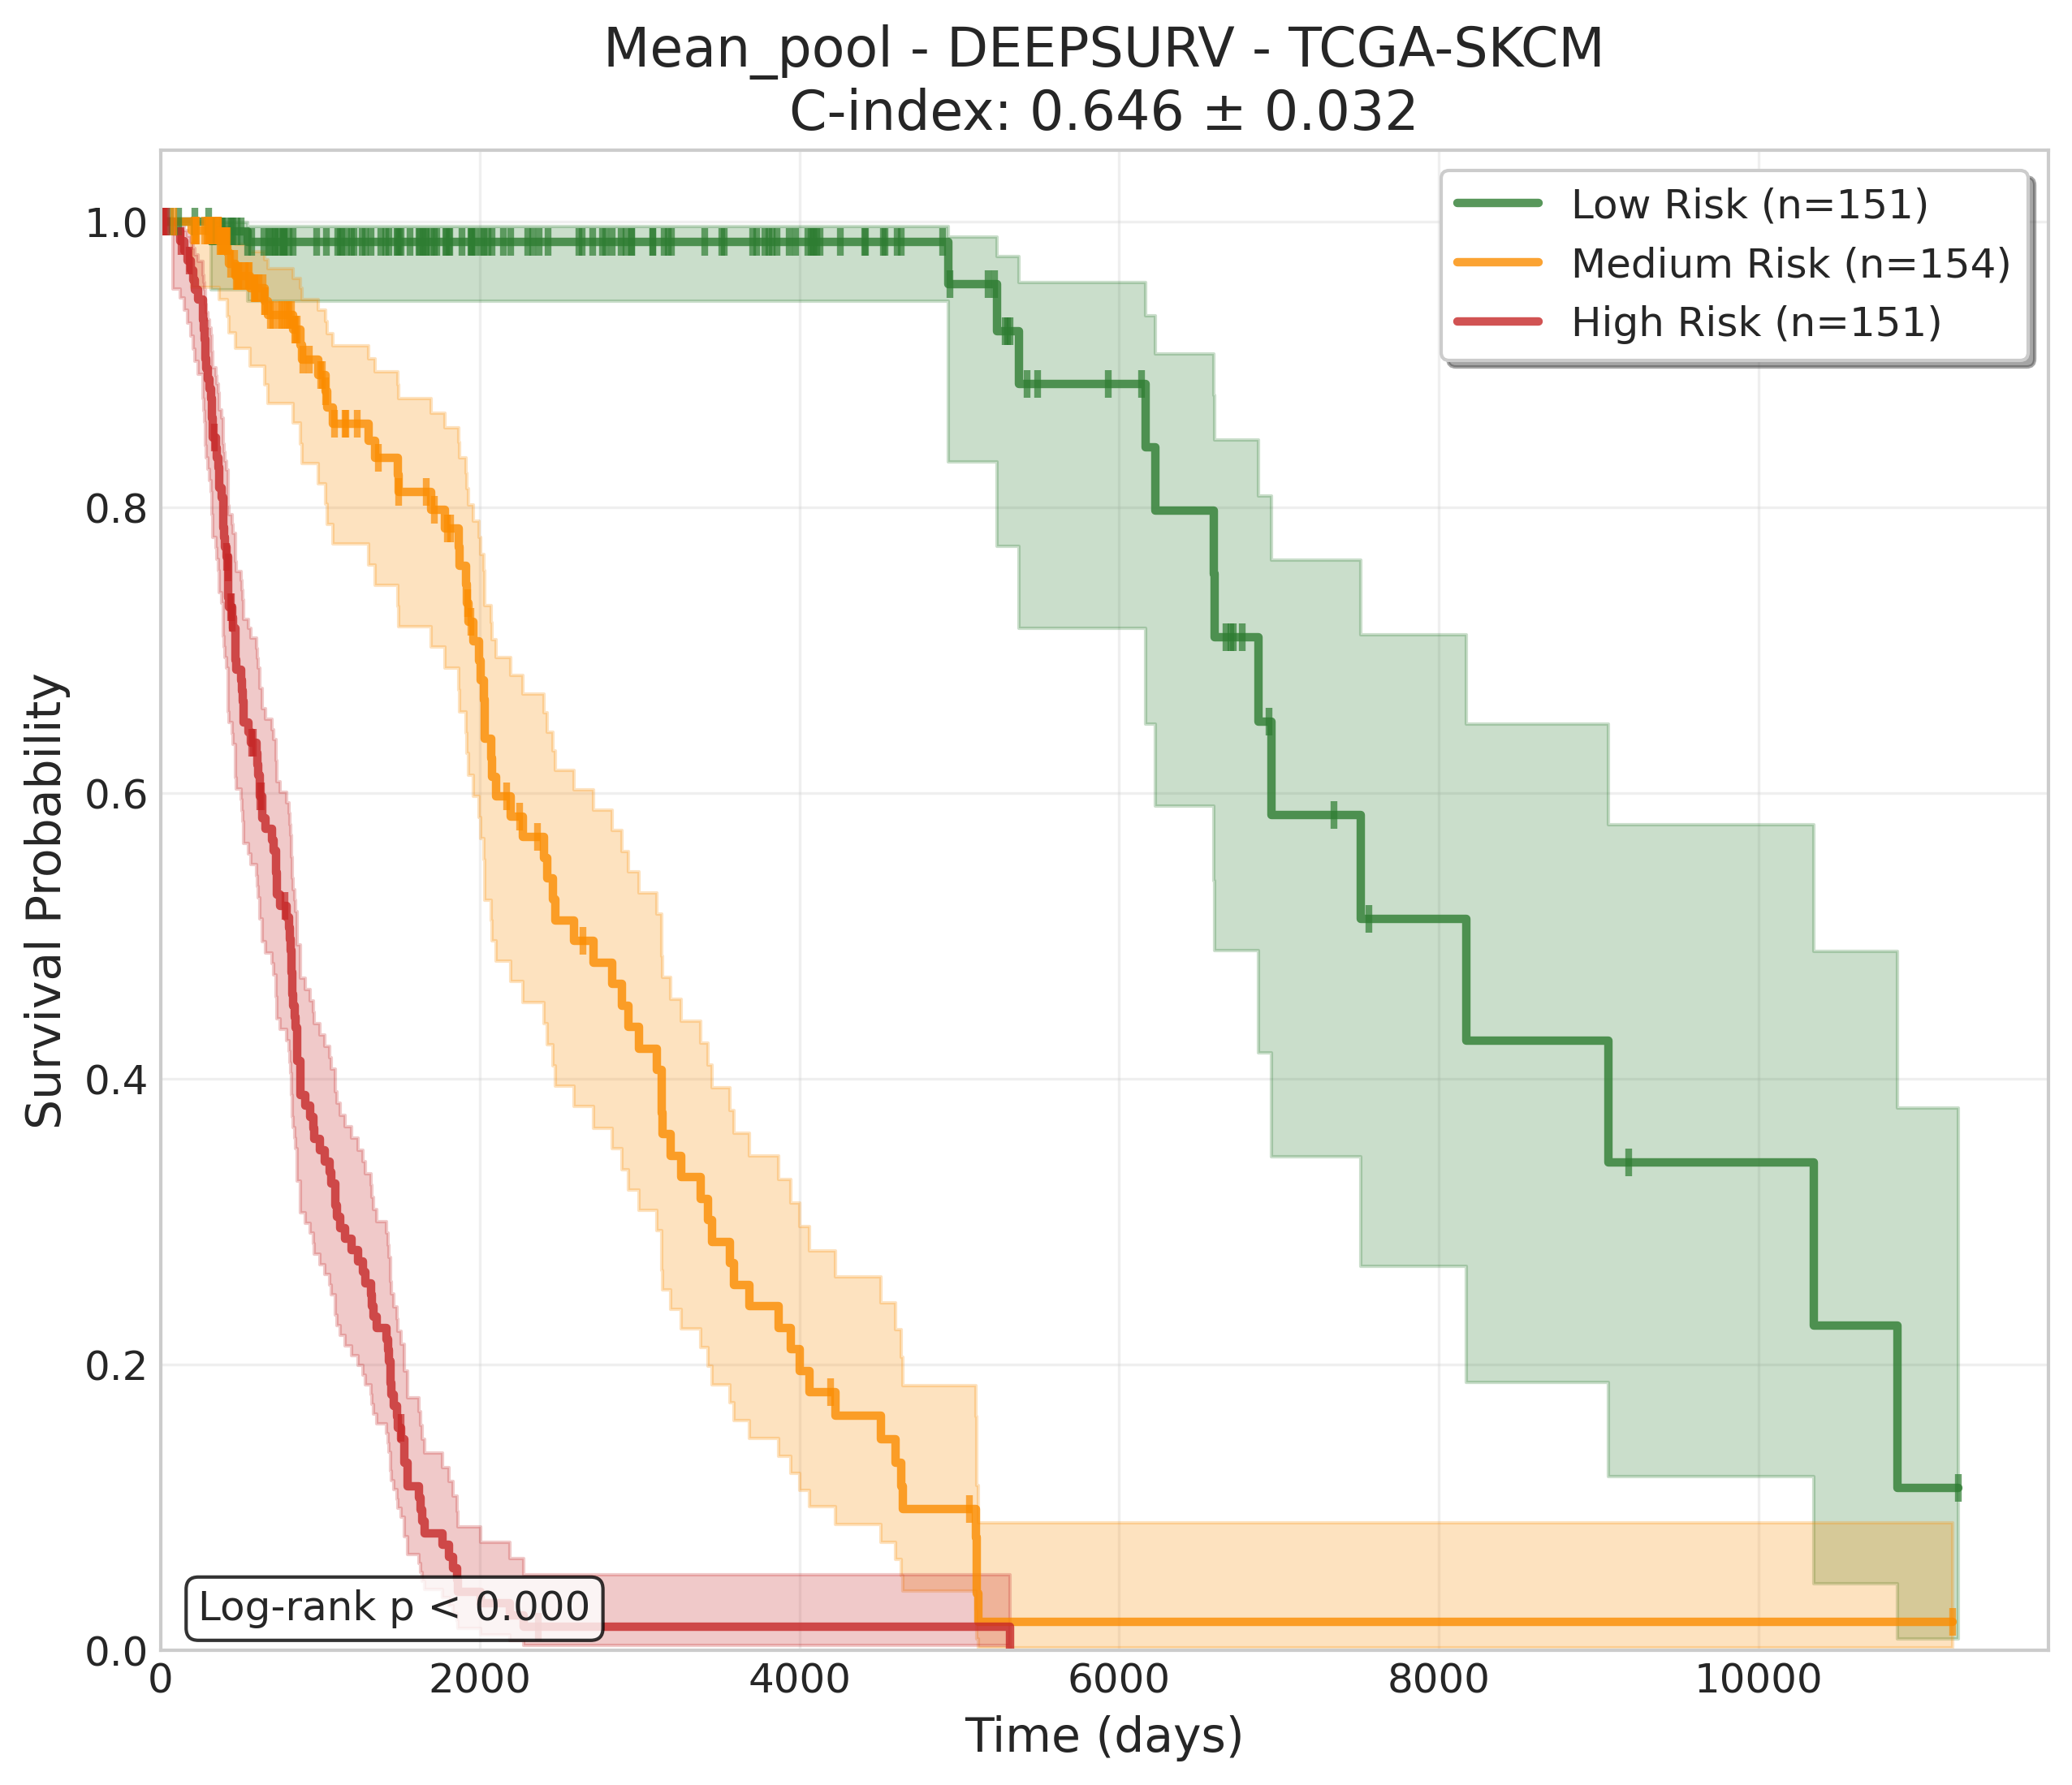 Mean_pool - DEEPSURV - TCGA-SKCM
C-index: 0.646 ± 0.032
Low Risk (n=151)
Medium Risk (n=154)
High Risk (n=151)
Survival Probability
1.0
0.8
0.6
0.4
0.2
0.0
Log-rank p < 0.000
0 2000 4000 6000 8000 10000
Time (days)